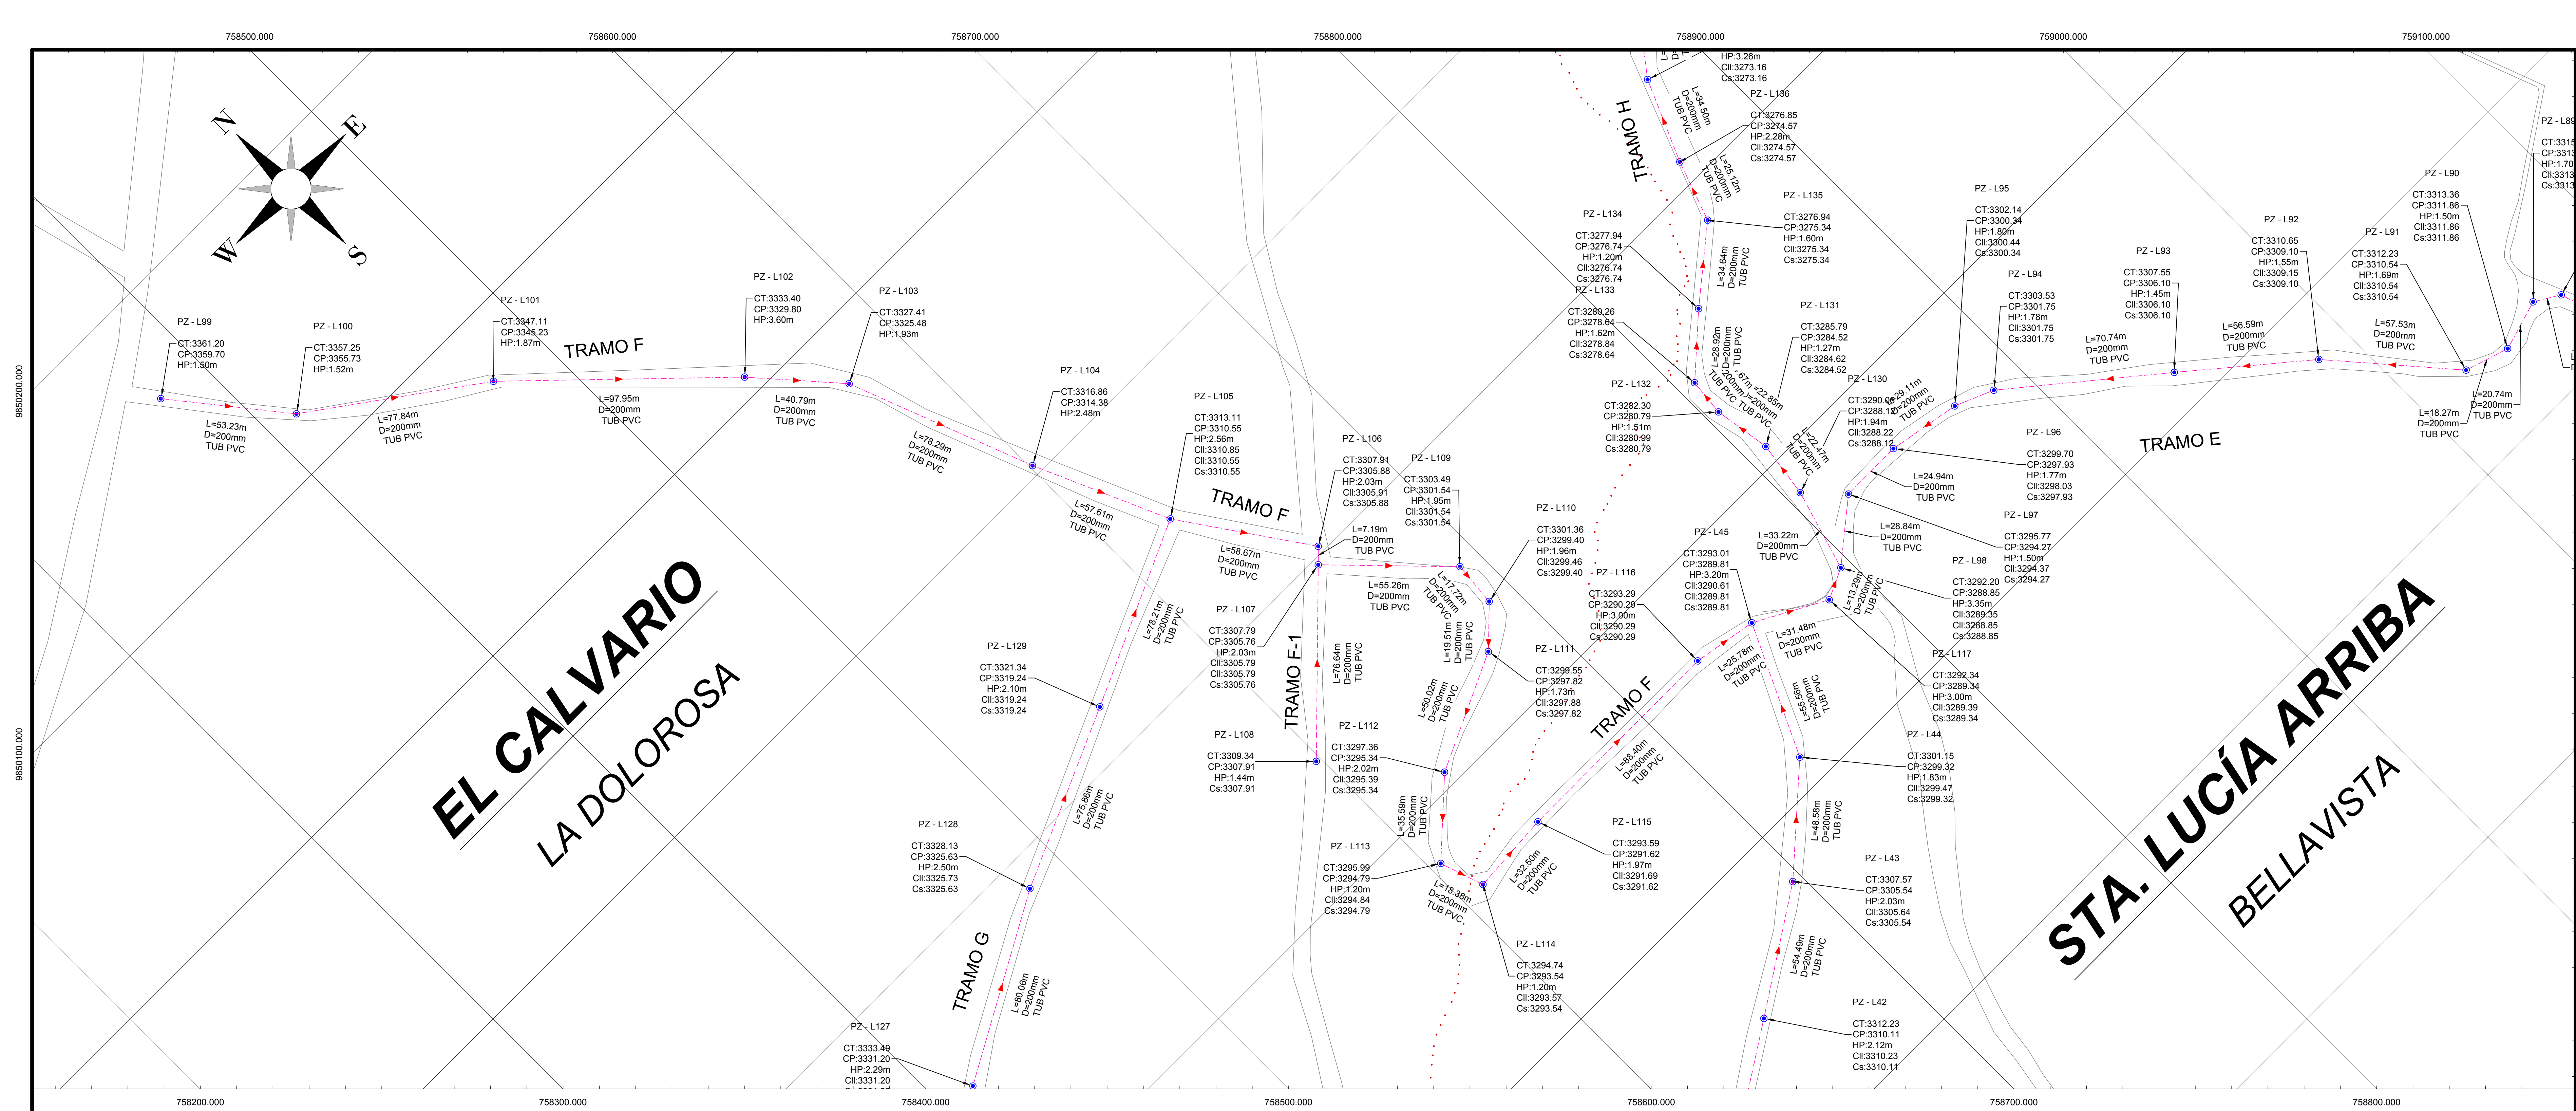 758500.000
758600.000
758700.000
758800.000
758900.000
759000.000
759100.000
N
E
W
S
9850200.000
9850100.000
PZ - L99
CT:3361.20
CP:3359.70
HP:1.50m
L=53.23m
D=200mm
TUB PVC
PZ - L100
CT:3357.25
CP:3355.73
HP:1.52m
L=77.84m
D=200mm
TUB PVC
PZ - L101
CT:3347.11
CP:3345.23
HP:1.87m
TRAMO F
L=97.95m
D=200mm
TUB PVC
PZ - L102
CT:3333.40
CP:3329.80
HP:3.60m
L=40.79m
D=200mm
TUB PVC
PZ - L103
CT:3327.41
CP:3325.48
HP:1.93m
L=78.29m
D=200mm
TUB PVC
PZ - L104
CT:3316.86
CP:3314.38
HP:2.48m
L=57.61m
D=200mm
TUB PVC
PZ - L105
CT:3313.11
CP:3310.55
HP:2.56m
Cll:3310.85
Cll:3310.55
Cs:3310.55
TRAMO F
L=58.67m
D=200mm
TUB PVC
PZ - L106
CT:3307.91
CP:3305.88
HP:2.03m
Cll:3305.91
Cs:3305.88
L=7.19m
D=200mm
TUB PVC
PZ - L109
CT:3303.49
CP:3301.54
HP:1.95m
Cll:3301.54
Cs:3301.54
L=55.26m
D=200mm
TUB PVC
L=17.72m
D=200mm
TUB PVC
PZ - L110
CT:3301.36
CP:3299.40
HP:1.96m
Cll:3299.46
Cs:3299.40
L=19.51m
D=200mm
TUB PVC
PZ - L107
CT:3307.79
CP:3305.76
HP:2.03m
Cll:3305.79
Cll:3305.79
Cs:3305.76
TRAMO F-1
L=76.64m
D=200mm
TUB PVC
PZ - L108
CT:3309.34
CP:3307.91
HP:1.44m
Cs:3307.91
PZ - L111
CT:3299.55
CP:3297.82
HP:1.73m
Cll:3297.88
Cs:3297.82
L=50.02m
D=200mm
TUB PVC
PZ - L112
CT:3297.36
CP:3295.34
HP:2.02m
Cll:3295.39
Cs:3295.34
L=35.59m
D=200mm
TUB PVC
PZ - L113
CT:3295.99
CP:3294.79
HP:1.20m
Cll:3294.84
Cs:3294.79
L=18.38m
D=200mm
TUB PVC
PZ - L114
CT:3294.74
CP:3293.54
HP:1.20m
Cll:3293.57
Cs:3293.54
L=32.50m
D=200mm
TUB PVC
PZ - L115
CT:3293.59
CP:3291.62
HP:1.97m
Cll:3291.69
Cs:3291.62
TRAMO F
L=88.40m
D=200mm
TUB PVC
PZ - L116
CT:3293.29
CP:3290.29
HP:3.00m
Cll:3290.29
Cs:3290.29
L=25.78m
D=200mm
TUB PVC
PZ - L45
CT:3293.01
CP:3289.81
HP:3.20m
Cll:3290.61
Cll:3289.81
Cs:3289.81
L=31.48m
D=200mm
TUB PVC
L=55.56m
D=200mm
TUB PVC
PZ - L117
CT:3292.34
CP:3289.34
HP:3.00m
Cll:3289.39
Cs:3289.34
L=13.29m
D=200mm
TUB PVC
PZ - L44
CT:3301.15
CP:3299.32
HP:1.83m
Cll:3299.47
Cs:3299.32
L=48.58m
D=200mm
TUB PVC
PZ - L43
CT:3307.57
CP:3305.54
HP:2.03m
Cll:3305.64
Cs:3305.54
L=54.49m
D=200mm
TUB PVC
PZ - L42
CT:3312.23
CP:3310.11
HP:2.12m
Cll:3310.23
Cs:3310.11
PZ - L129
CT:3321.34
CP:3319.24
HP:2.10m
Cll:3319.24
Cs:3319.24
L=78.21m
D=200mm
TUB PVC
L=75.86m
D=200mm
TUB PVC
PZ - L128
CT:3328.13
CP:3325.63
HP:2.50m
Cll:3325.73
Cs:3325.63
TRAMO G
L=80.06m
D=200mm
TUB PVC
PZ - L127
CT:3333.49
CP:3331.20
HP:2.29m
Cll:3331.20
EL CALVARIO
LA DOLOROSA
TRAMO H
HP:3.26m
Cll:3273.16
Cs:3273.16
L=34.50m
D=200mm
TUB PVC
PZ - L136
CT:3276.85
CP:3274.57
HP:2.28m
Cll:3274.57
Cs:3274.57
L=25.12m
D=200mm
TUB PVC
PZ - L135
CT:3276.94
CP:3275.34
HP:1.60m
Cll:3275.34
Cs:3275.34
L=34.64m
D=200mm
TUB PVC
PZ - L134
CT:3277.94
CP:3276.74
HP:1.20m
Cll:3276.74
Cs:3276.74
L=28.92m
D=200mm
TUB PVC
PZ - L133
CT:3280.26
CP:3278.64
HP:1.62m
Cll:3278.84
Cs:3278.64
PZ - L132
CT:3282.30
CP:3280.79
HP:1.51m
Cll:3280.99
Cs:3280.79
PZ - L131
CT:3285.79
CP:3284.52
HP:1.27m
Cll:3284.62
Cs:3284.52
L=22.47m
D=200mm
TUB PVC
PZ - L130
CP:3288.12
HP:1.94m
Cll:3288.22
Cs:3288.12
L=33.22m
D=200mm
TUB PVC
L=29.11m
D=200mm
TUB PVC
PZ - L95
CT:3302.14
CP:3300.34
HP:1.80m
Cll:3300.44
Cs:3300.34
PZ - L94
CT:3303.53
CP:3301.75
HP:1.78m
Cll:3301.75
Cs:3301.75
L=70.74m
D=200mm
TUB PVC
PZ - L93
CT:3307.55
CP:3306.10
HP:1.45m
Cll:3306.10
Cs:3306.10
L=56.59m
D=200mm
TUB PVC
PZ - L92
CT:3310.65
CP:3309.10
HP:1.55m
Cll:3309.15
Cs:3309.10
L=57.53m
D=200mm
TUB PVC
PZ - L91
CT:3312.23
CP:3310.54
HP:1.69m
Cll:3310.54
Cs:3310.54
L=18.27m
D=200mm
TUB PVC
PZ - L90
CT:3313.36
CP:3311.86
HP:1.50m
Cll:3311.86
Cs:3311.86
L=20.74m
D=200mm
TUB PVC
PZ - L89
TRAMO E
PZ - L96
CT:3299.70
CP:3297.93
HP:1.77m
Cll:3298.03
Cs:3297.93
L=24.94m
D=200mm
TUB PVC
PZ - L97
CT:3295.77
CP:3294.27
HP:1.50m
Cll:3294.37
Cs:3294.27
L=28.84m
D=200mm
TUB PVC
PZ - L98
CT:3292.20
CP:3288.85
HP:3.35m
Cll:3289.35
Cll:3288.85
Cs:3288.85
STA. LUCÍA ARRIBA
BELLAVISTA
758200.000
758300.000
758400.000
758500.000
758600.000
758700.000
758800.000